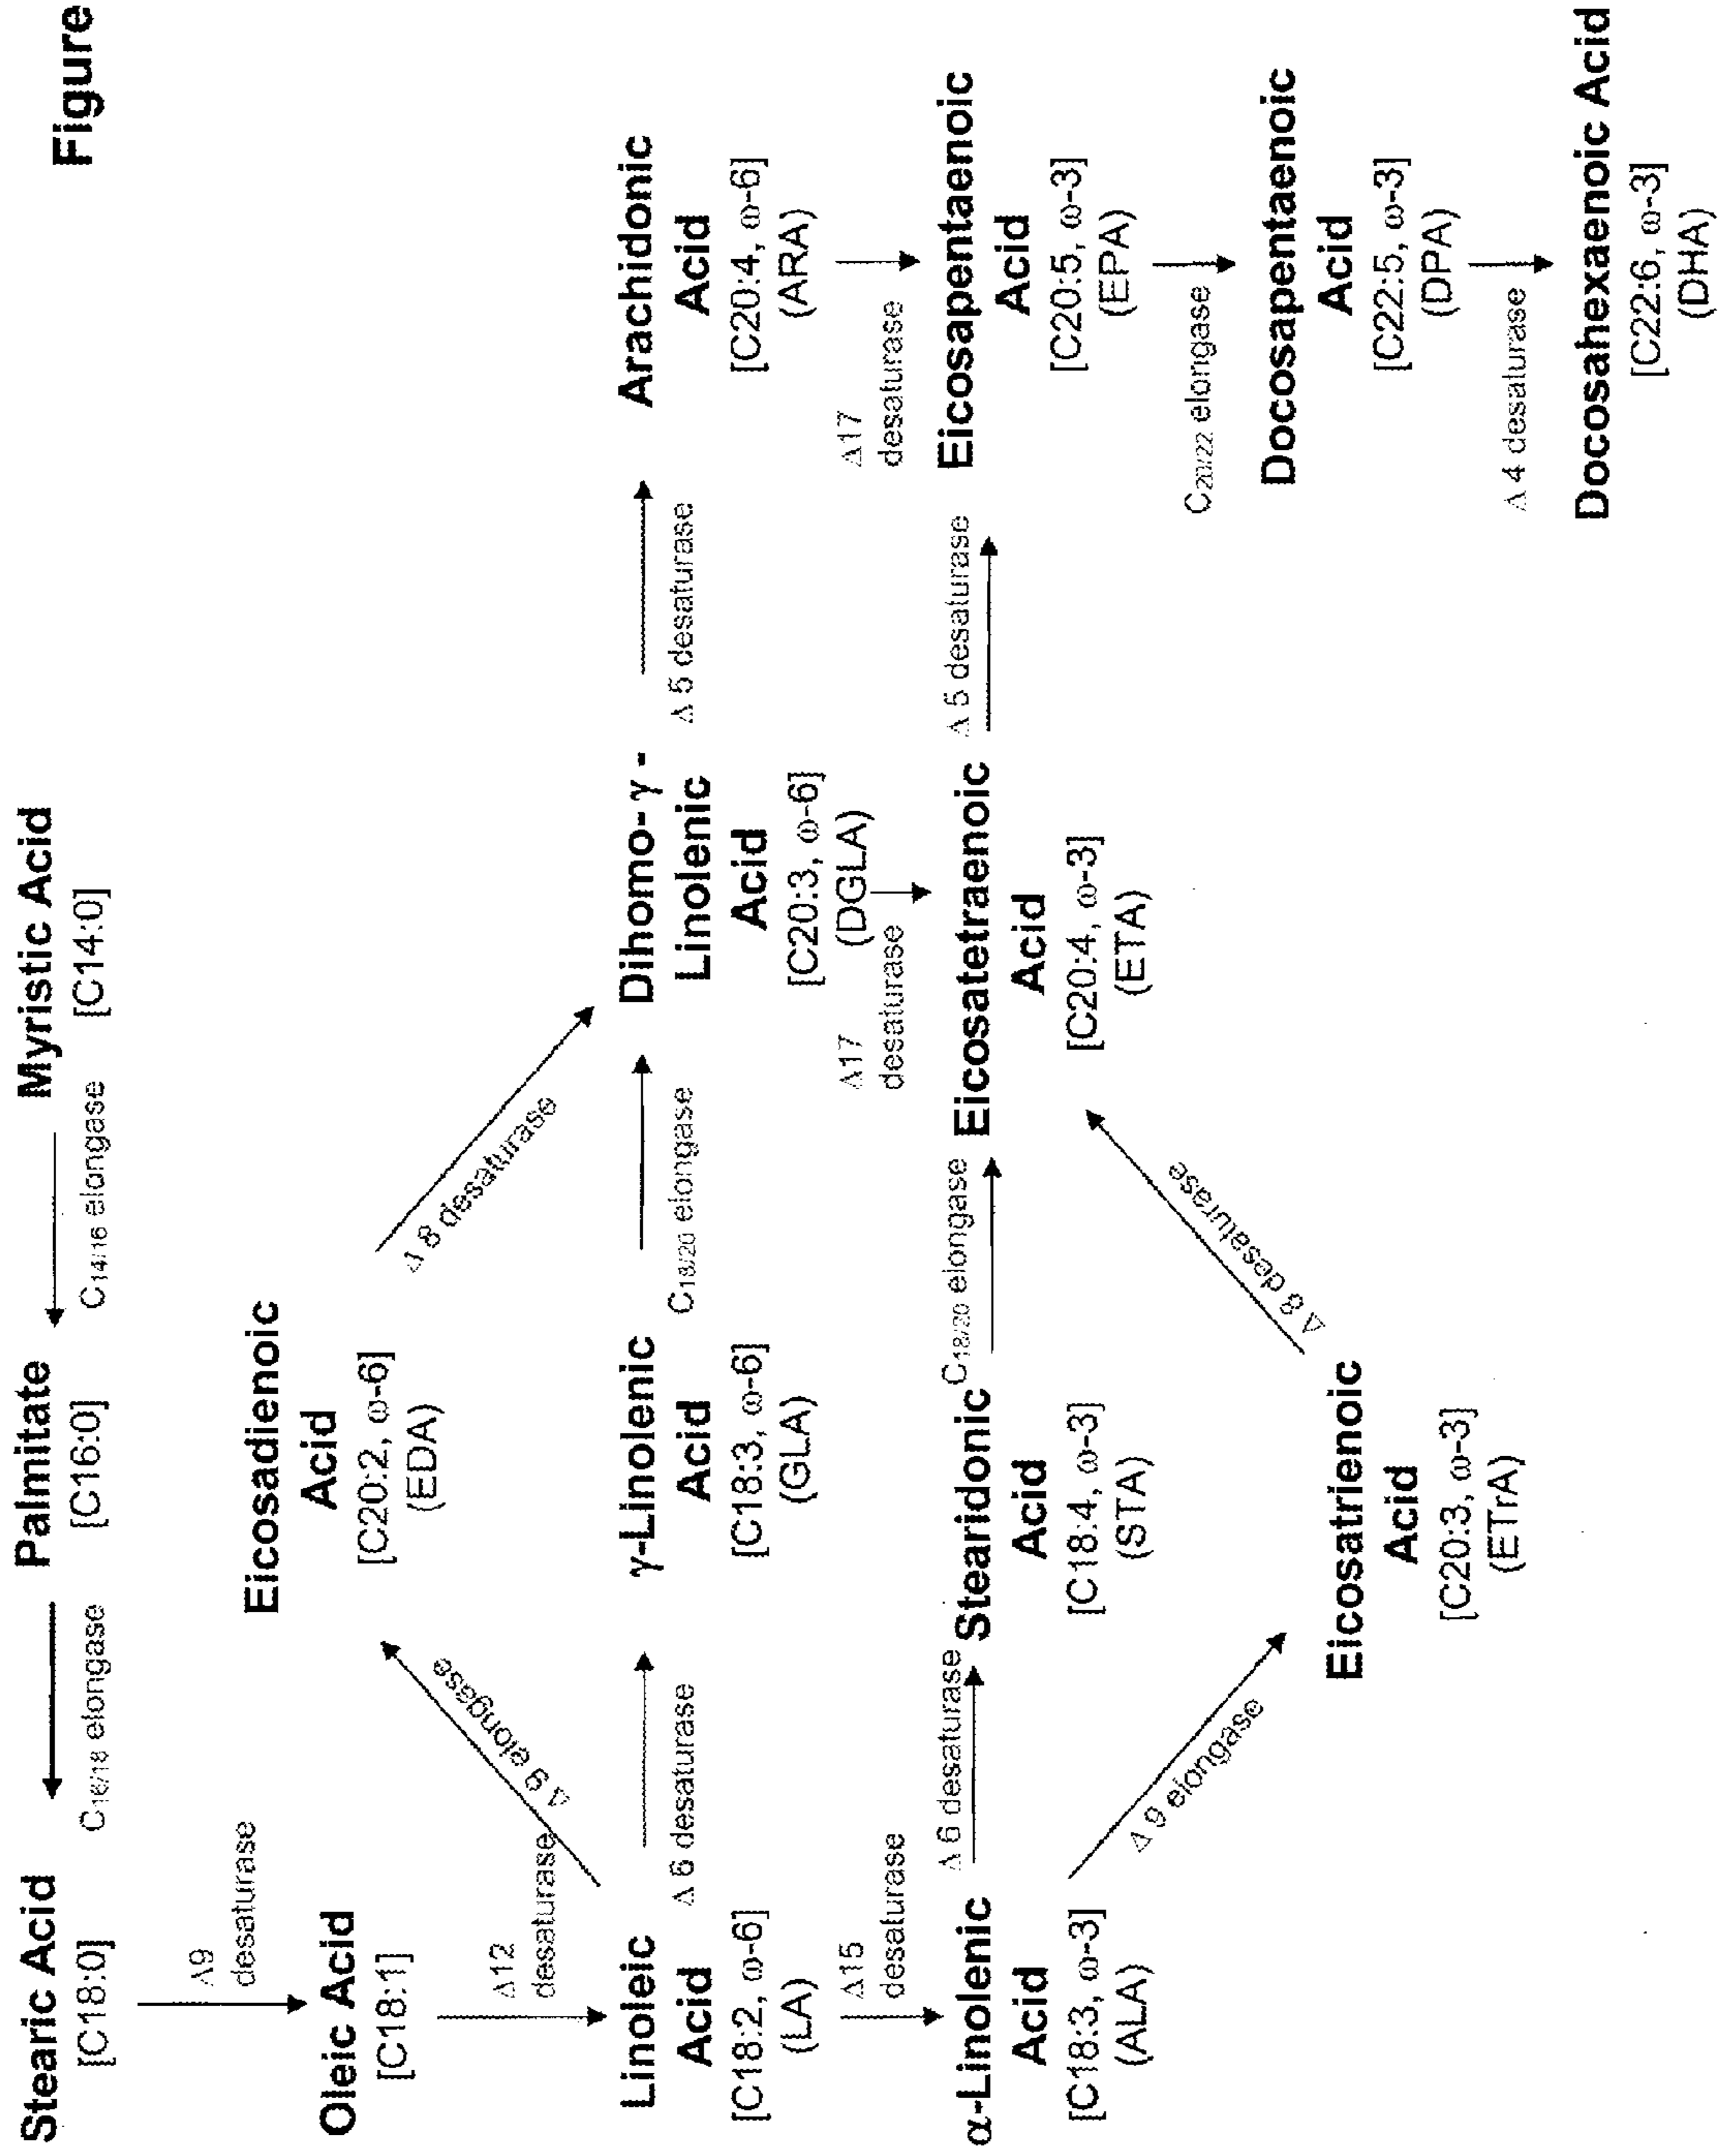 Figure
Myristic Acid
[C14:0]
C14/16 elongase
Palmitate
[C16:0]
C16/18 elongase
Stearic Acid
[C18:0]
Δ9
desaturase
Oleic Acid
[C18:1]
Δ12
desaturase
Linoleic
Acid
[C18:2, ω-6]
(LA)
Δ 9 elongase
Eicosadienoic
Acid
[C20:2, ω-6]
(EDA)
Δ 8 desaturase
Δ 6 desaturase
γ-Linolenic
Acid
[C18:3, ω-6]
(GLA)
C18/20 elongase
Dihomo- γ -
Linolenic
Acid
[C20:3, ω-6]
(DGLA)
Δ 5 desaturase
Arachidonic
Acid
[C20:4, ω-6]
(ARA)
Δ15
desaturase
Δ17
desaturase
Δ17
desaturase
α-Linolenic
Acid
[C18:3, ω-3]
(ALA)
Δ 6 desaturase
Stearidonic
Acid
[C18:4, ω-3]
(STA)
C18/20 elongase
Eicosatetraenoic
Acid
[C20:4, ω-3]
(ETA)
Δ 5 desaturase
Eicosapentaenoic
Acid
[C20:5, ω-3]
(EPA)
Δ 9 elongase
Eicosatrienoic
Acid
[C20:3, ω-3]
(ETrA)
Δ 8 desaturase
C20/22 elongase
Docosapentaenoic
Acid
[C22:5, ω-3]
(DPA)
Δ 4 desaturase
Docosahexaenoic Acid
[C22:6, ω-3]
(DHA)